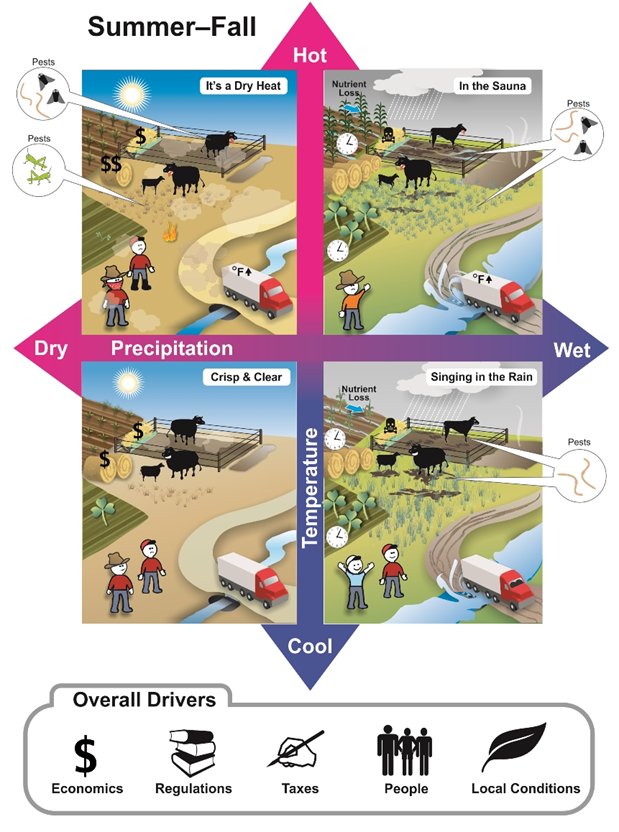 Summer–Fall
Hot
Pests
It's a Dry Heat
$
$$
Pests
Nutrient
Loss
In the Sauna
Pests
°F
°F
Dry
Precipitation
Wet
Temperature
Crisp & Clear
$
$
Singing in the Rain
Nutrient
Loss
Pests
Cool
Overall Drivers
$
Economics
Regulations
Taxes
People
Local Conditions